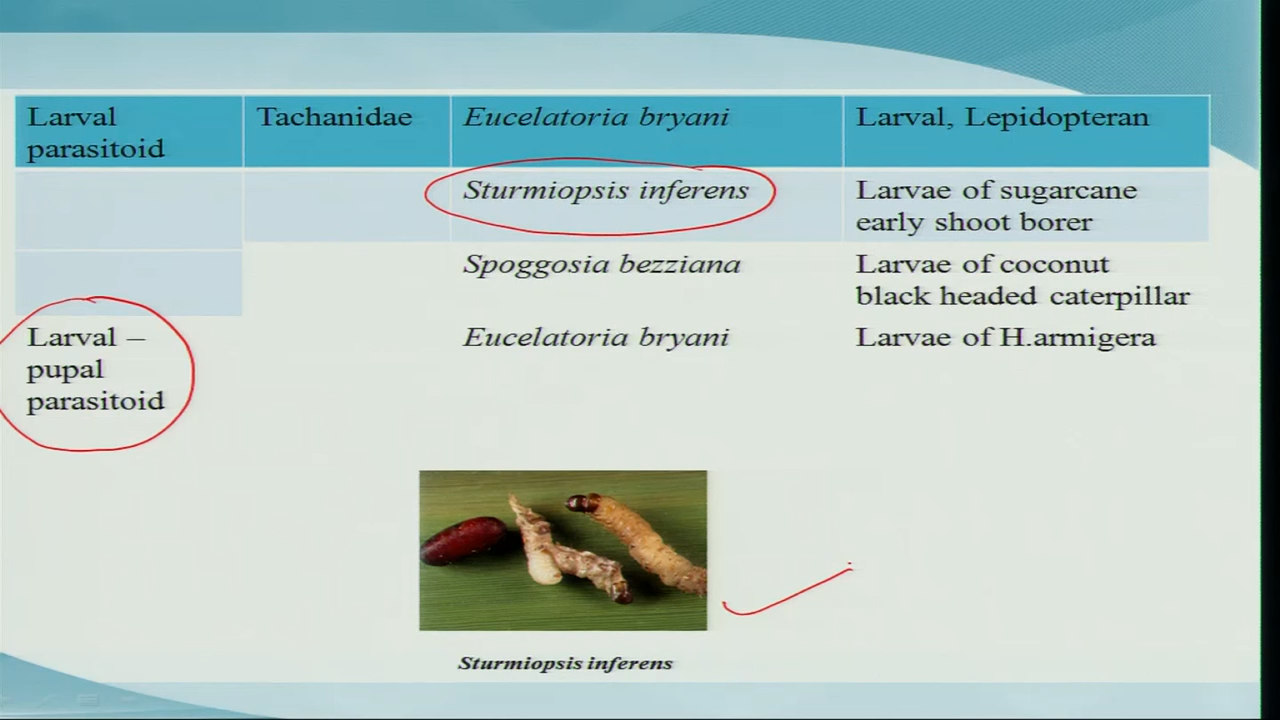 Larval
parasitoid
Tachanidae
Eucelatoria bryani
Larval, Lepidopteran
Sturmiopsis inferens
Larvae of sugarcane
early shoot borer
Spoggosia bezziana
Larvae of coconut
black headed caterpillar
Larval –
pupal
parasitoid
Eucelatoria bryani
Larvae of H.armigera
Sturmiopsis inferens